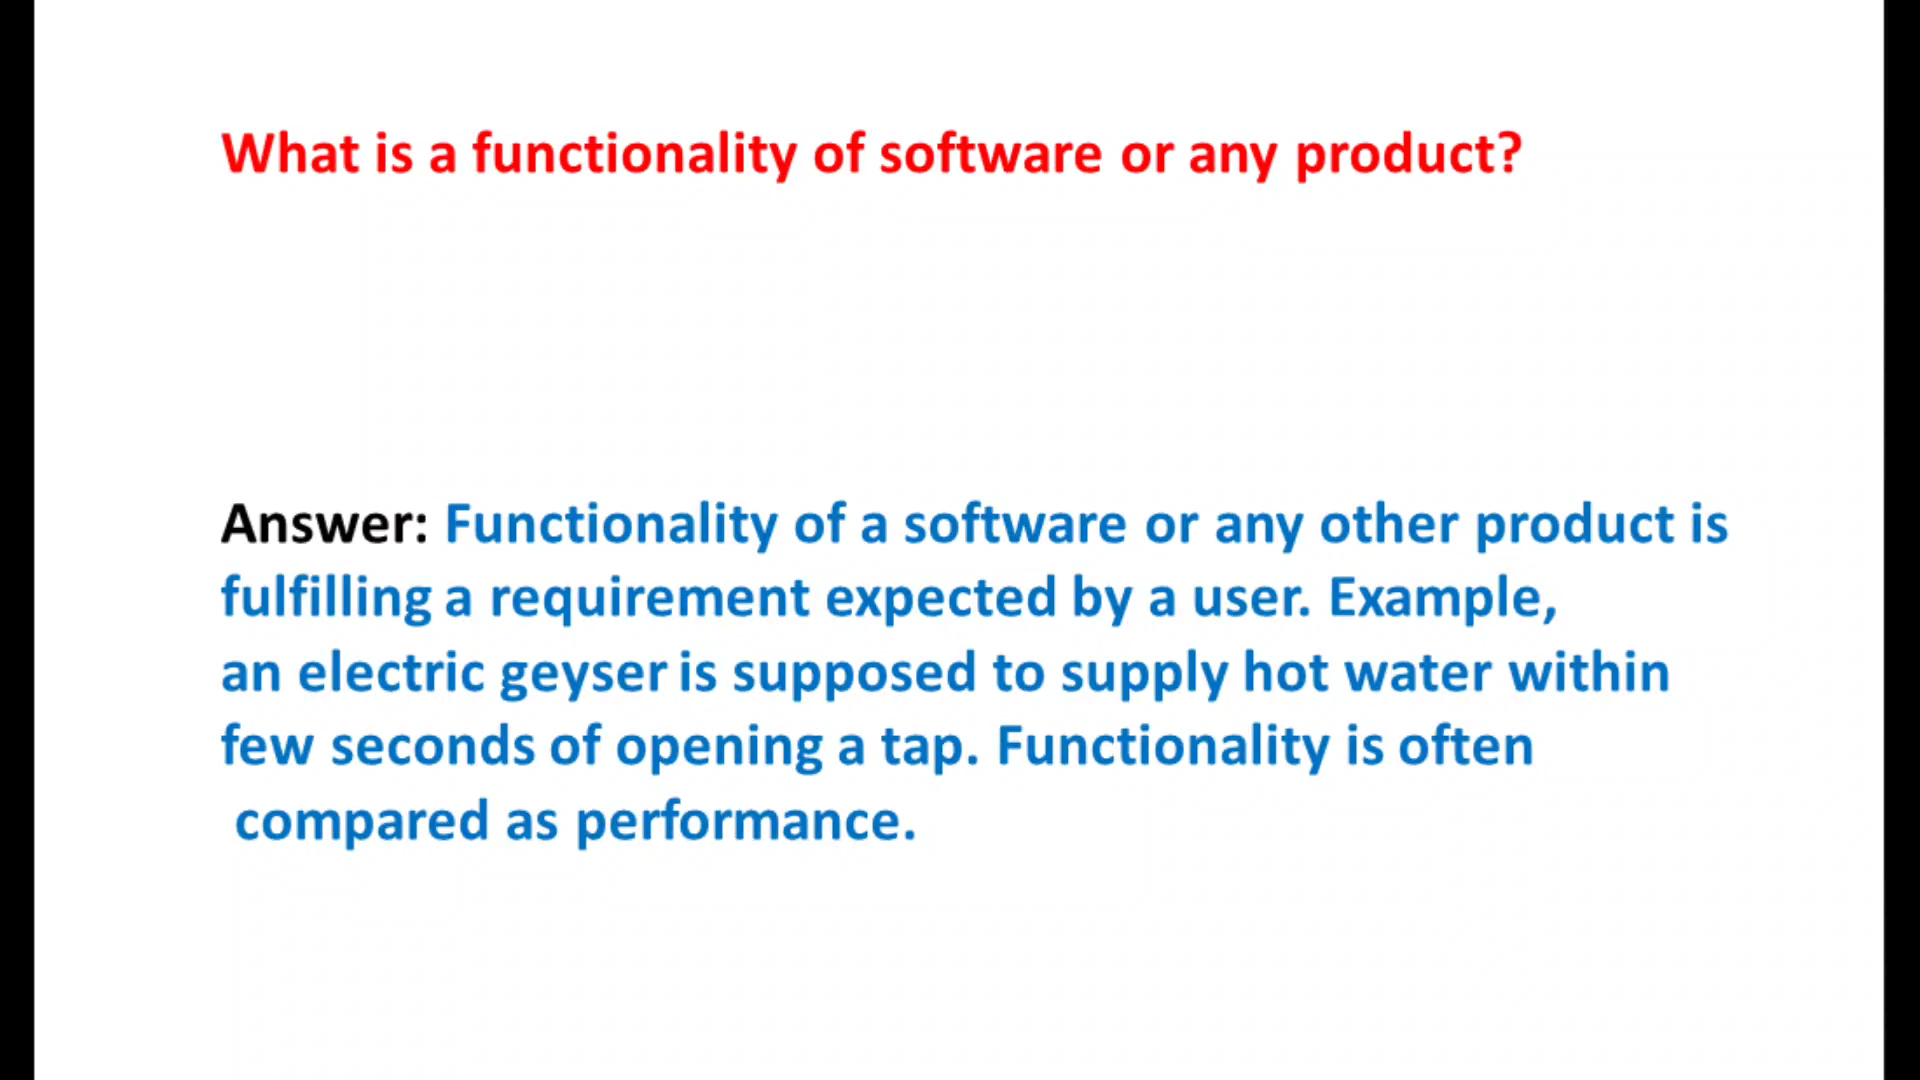 What is a functionality of software or any product?
Answer: Functionality of a software or any other product is
fulfilling a requirement expected by a user. Example,
an electric geyser is supposed to supply hot water within
few seconds of opening a tap. Functionality is often
compared as performance.